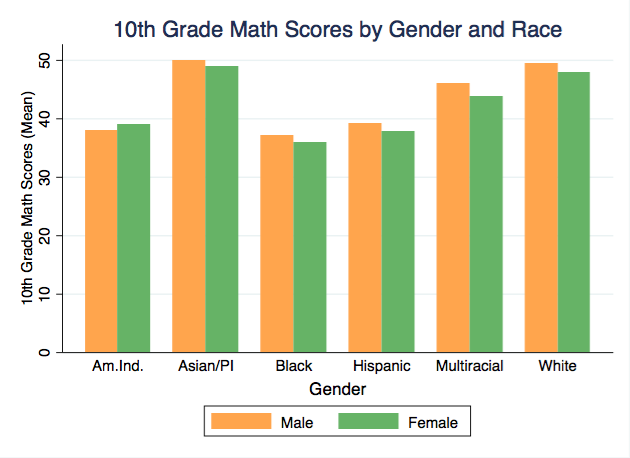 10th Grade Math Scores by Gender and Race
10th Grade Math Scores (Mean)
50
40
30
20
10
0
Am.Ind. Asian/PI Black Hispanic Multiracial White
Gender
Male Female